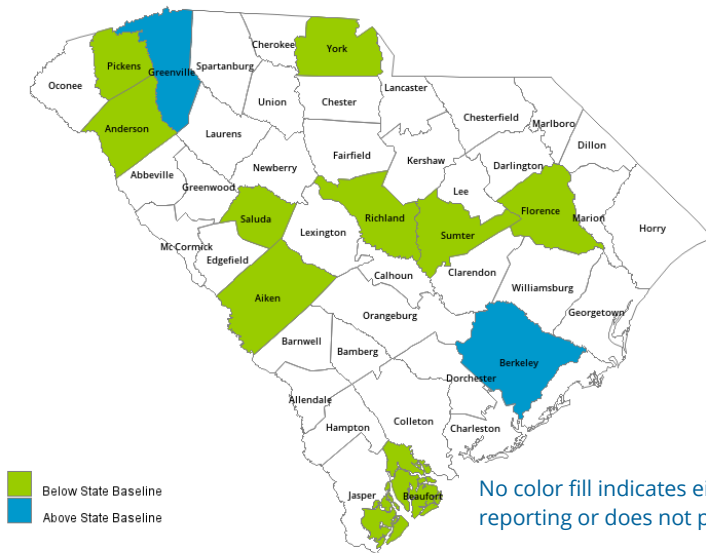 Cherokee
York
Pickens
Greenville
Spartanburg
Oconee
Lancaster
Union
Chester
Chesterfield
Marlboro
Anderson
Laurens
Dillon
Fairfield
Kershaw
Darlington
Abbeville
Newberry
Greenwood
Lee
Florence
Saluda
Richland
Marion
Horry
Lexington
Sumter
Mc Cormick
Edgefield
Calhoun
Clarendon
Williamsburg
Aiken
Orangeburg
Georgetown
Barnwell
Bamberg
Berkeley
Dorchester
Allendale
Colleton
Hampton
Charleston
Jasper
Beaufort
Below State Baseline
Above State Baseline
No color fill indicates
reporting or does not